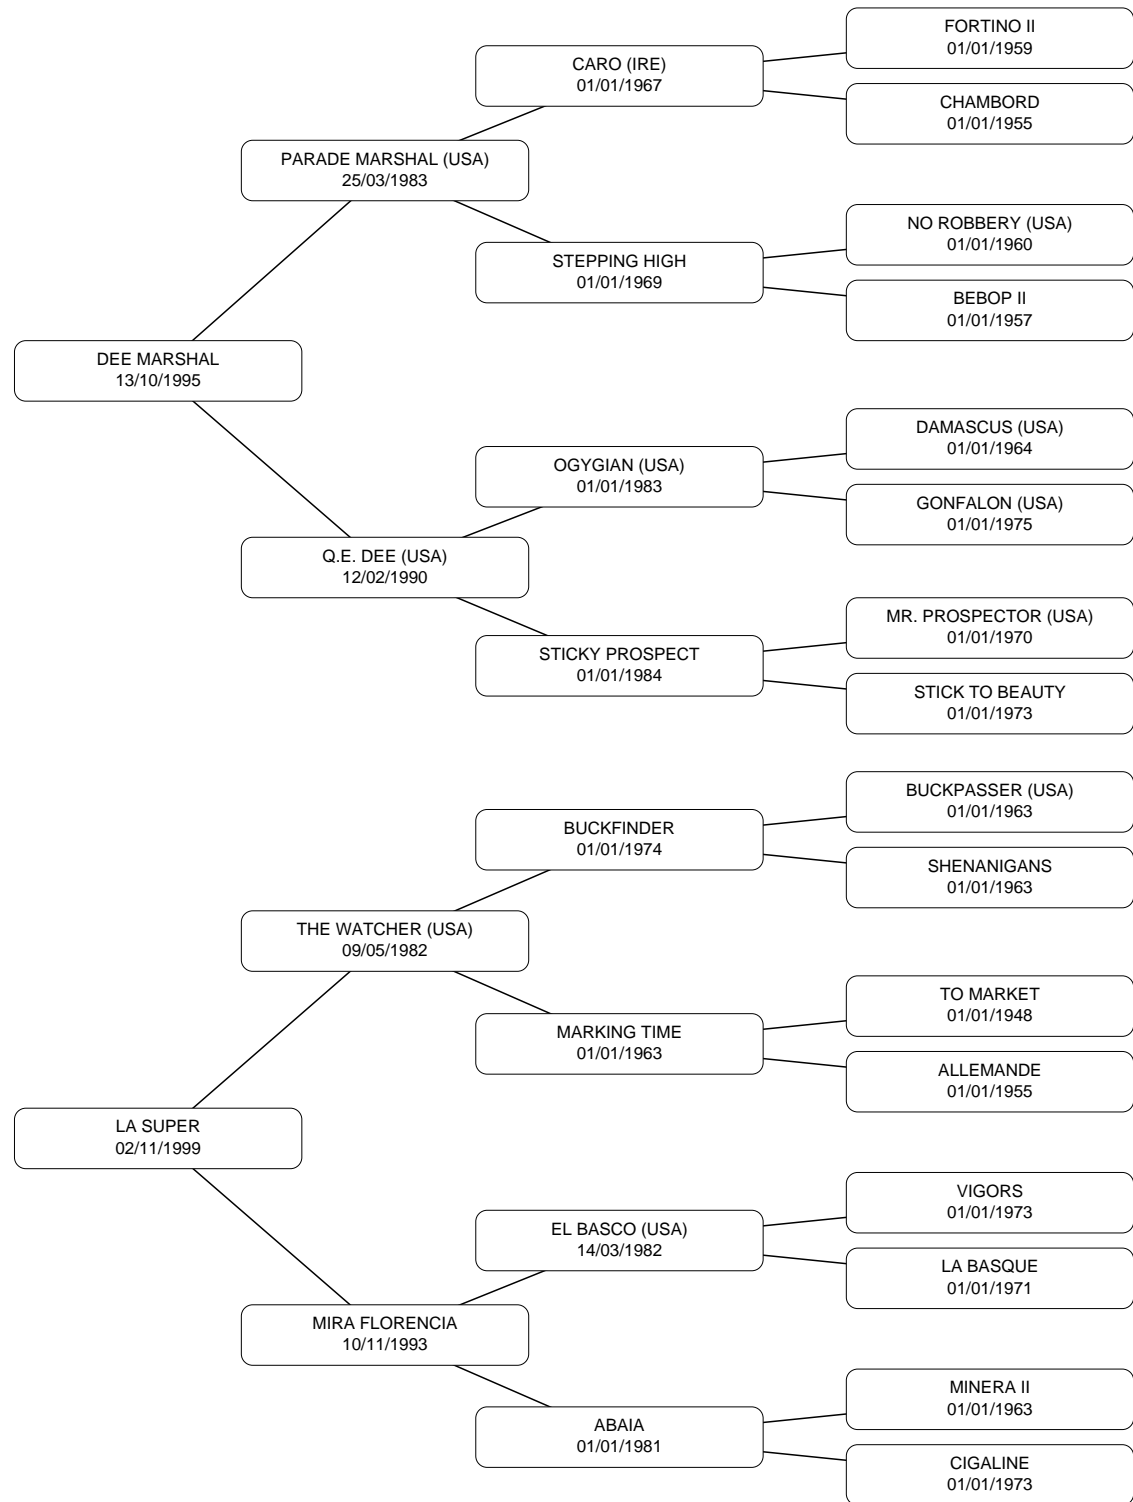 FORTINO II
01/01/1959
CARO (IRE)
01/01/1967
CHAMBORD
01/01/1955
PARADE MARSHAL (USA)
25/03/1983
NO ROBBERY (USA)
01/01/1960
STEPPING HIGH
01/01/1969
BEBOP II
01/01/1957
DEE MARSHAL
13/10/1995
DAMASCUS (USA)
01/01/1964
OGYGIAN (USA)
01/01/1983
GONFALON (USA)
01/01/1975
Q.E. DEE (USA)
12/02/1990
MR. PROSPECTOR (USA)
01/01/1970
STICKY PROSPECT
01/01/1984
STICK TO BEAUTY
01/01/1973
BUCKPASSER (USA)
01/01/1963
BUCKFINDER
01/01/1974
SHENANIGANS
01/01/1963
THE WATCHER (USA)
09/05/1982
TO MARKET
01/01/1948
MARKING TIME
01/01/1963
ALLEMANDE
01/01/1955
LA SUPER
02/11/1999
VIGORS
01/01/1973
EL BASCO (USA)
14/03/1982
LA BASQUE
01/01/1971
MIRA FLORENCIA
10/11/1993
MINERA II
01/01/1963
ABAIA
01/01/1981
CIGALINE
01/01/1973